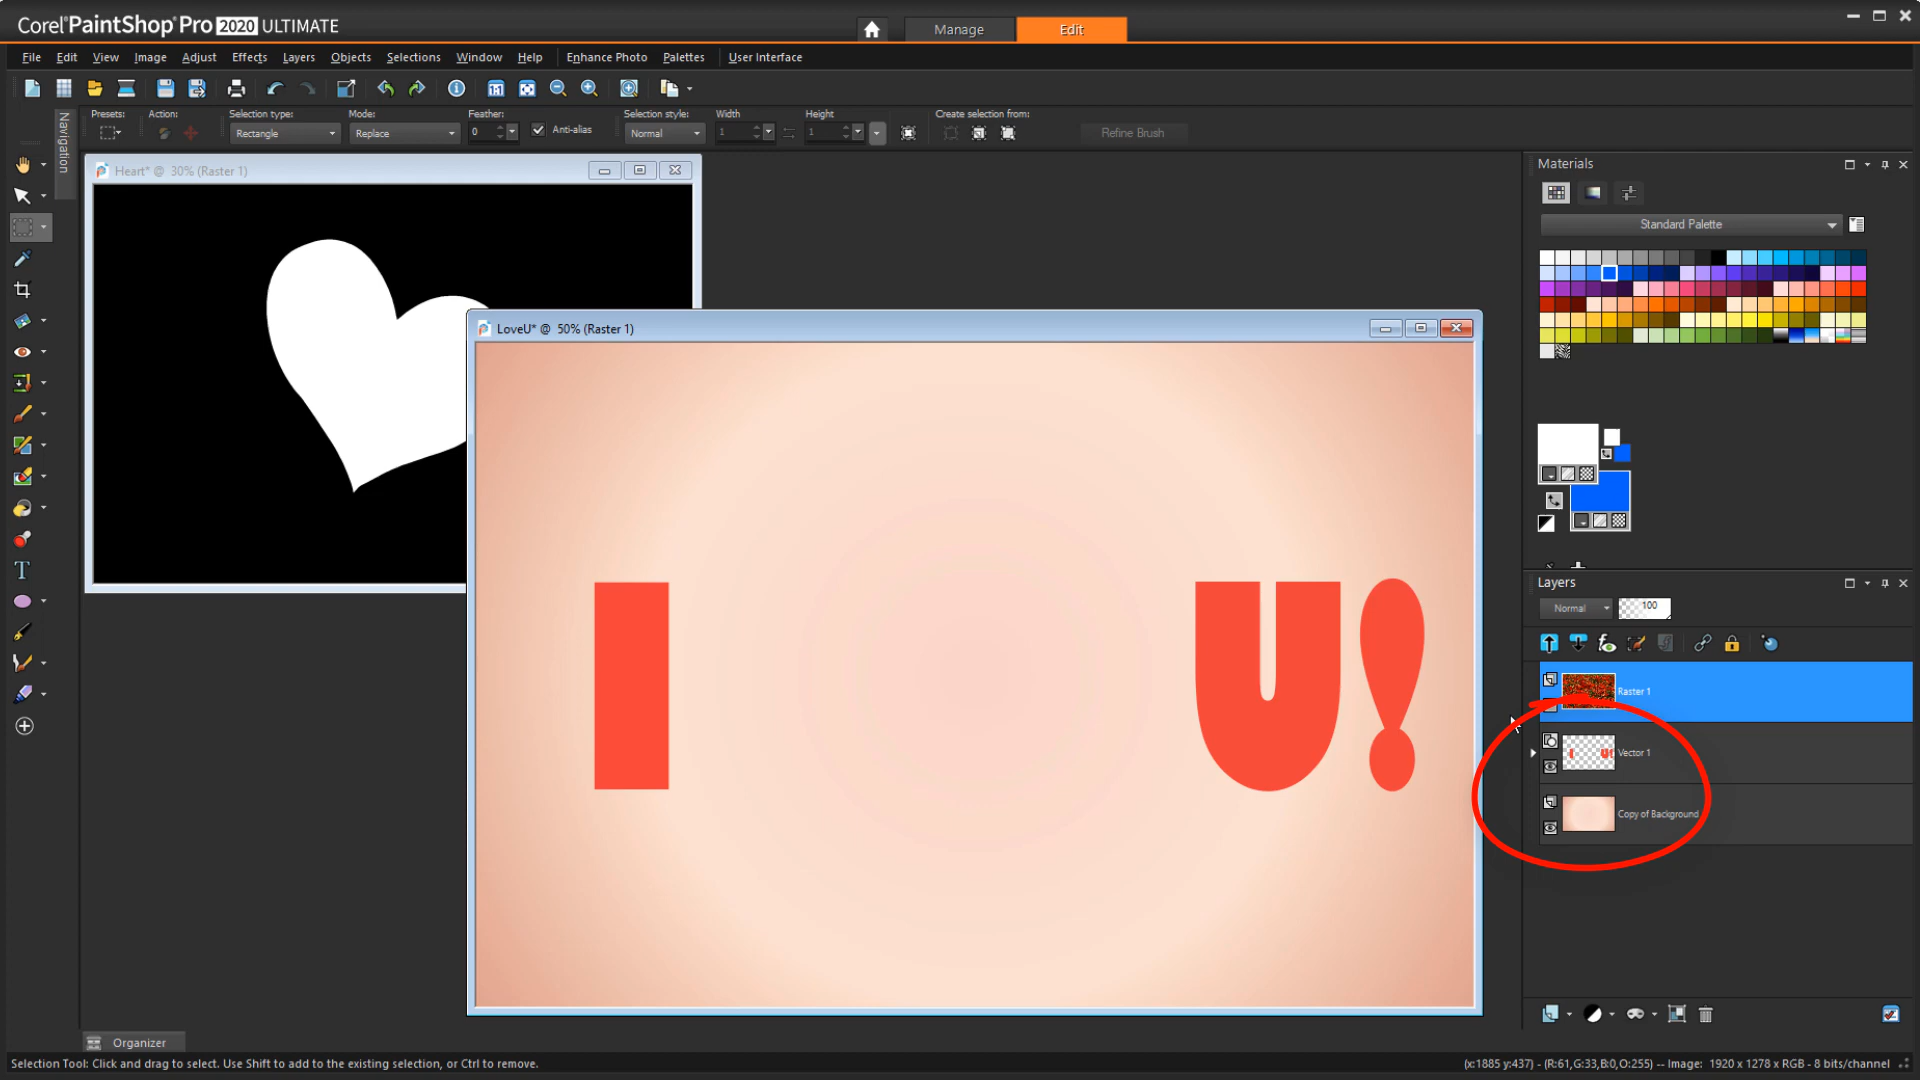 Corel® PaintShop® Pro 2020 ULTIMATE
Manage
Edit
File Edit View Image Adjust Effects Layers Objects Selections Window Help Enhance Photo Palettes User Interface
1:1
Presets: Action: Selection type: Mode: Feather: Selection style: Width Height Create selection from:
Rectangle Replace 0 Anti-alias Normal 1 1 Refine Brush
Navigation
Heart* @ 30% (Raster 1)
LoveU* @ 50% (Raster 1)
I U!
Materials
Standard Palette
Layers
Normal 100
Raster 1
Vector 1
Copy of Background
Organizer
Selection Tool: Click and drag to select. Use Shift to add to the existing selection, or Ctrl to remove.
(x:1885 y:437) - (R:61,G:33,B:0,O:255) -- Image: 1920 x 1278 x RGB - 8 bits/channel